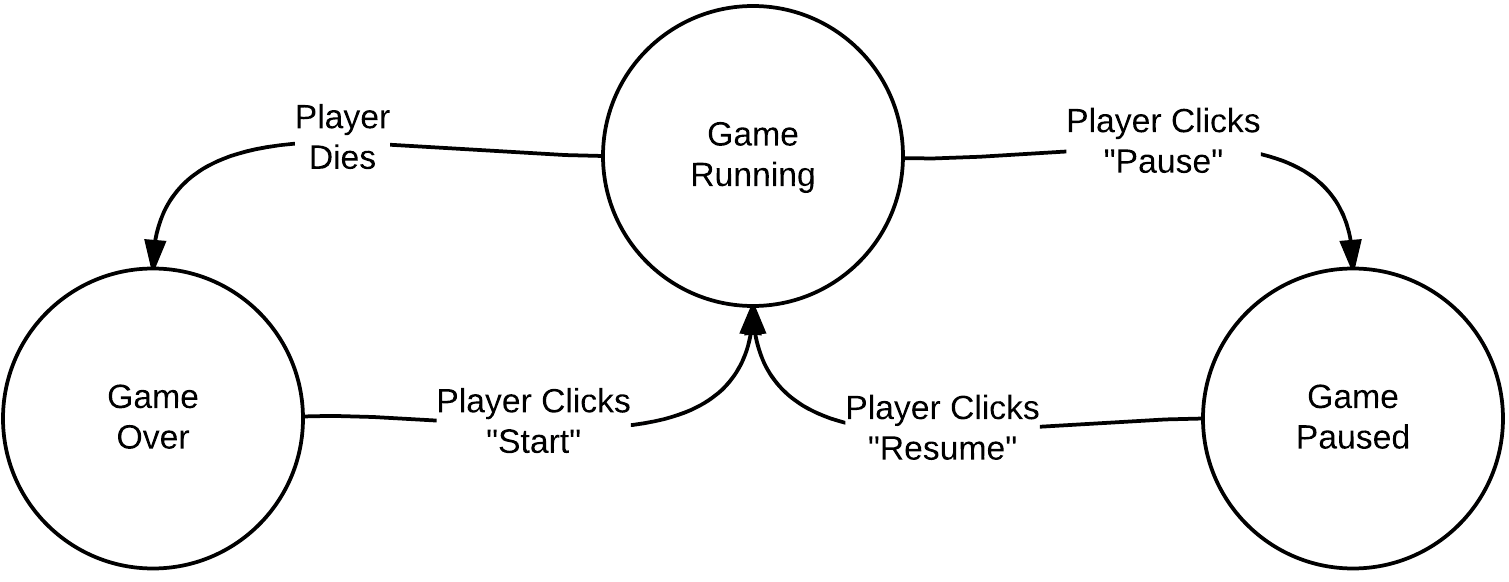 Player
Dies
Game
Running
Player Clicks
"Pause"
Game
Over
Player Clicks
"Start"
Player Clicks
"Resume"
Game
Paused